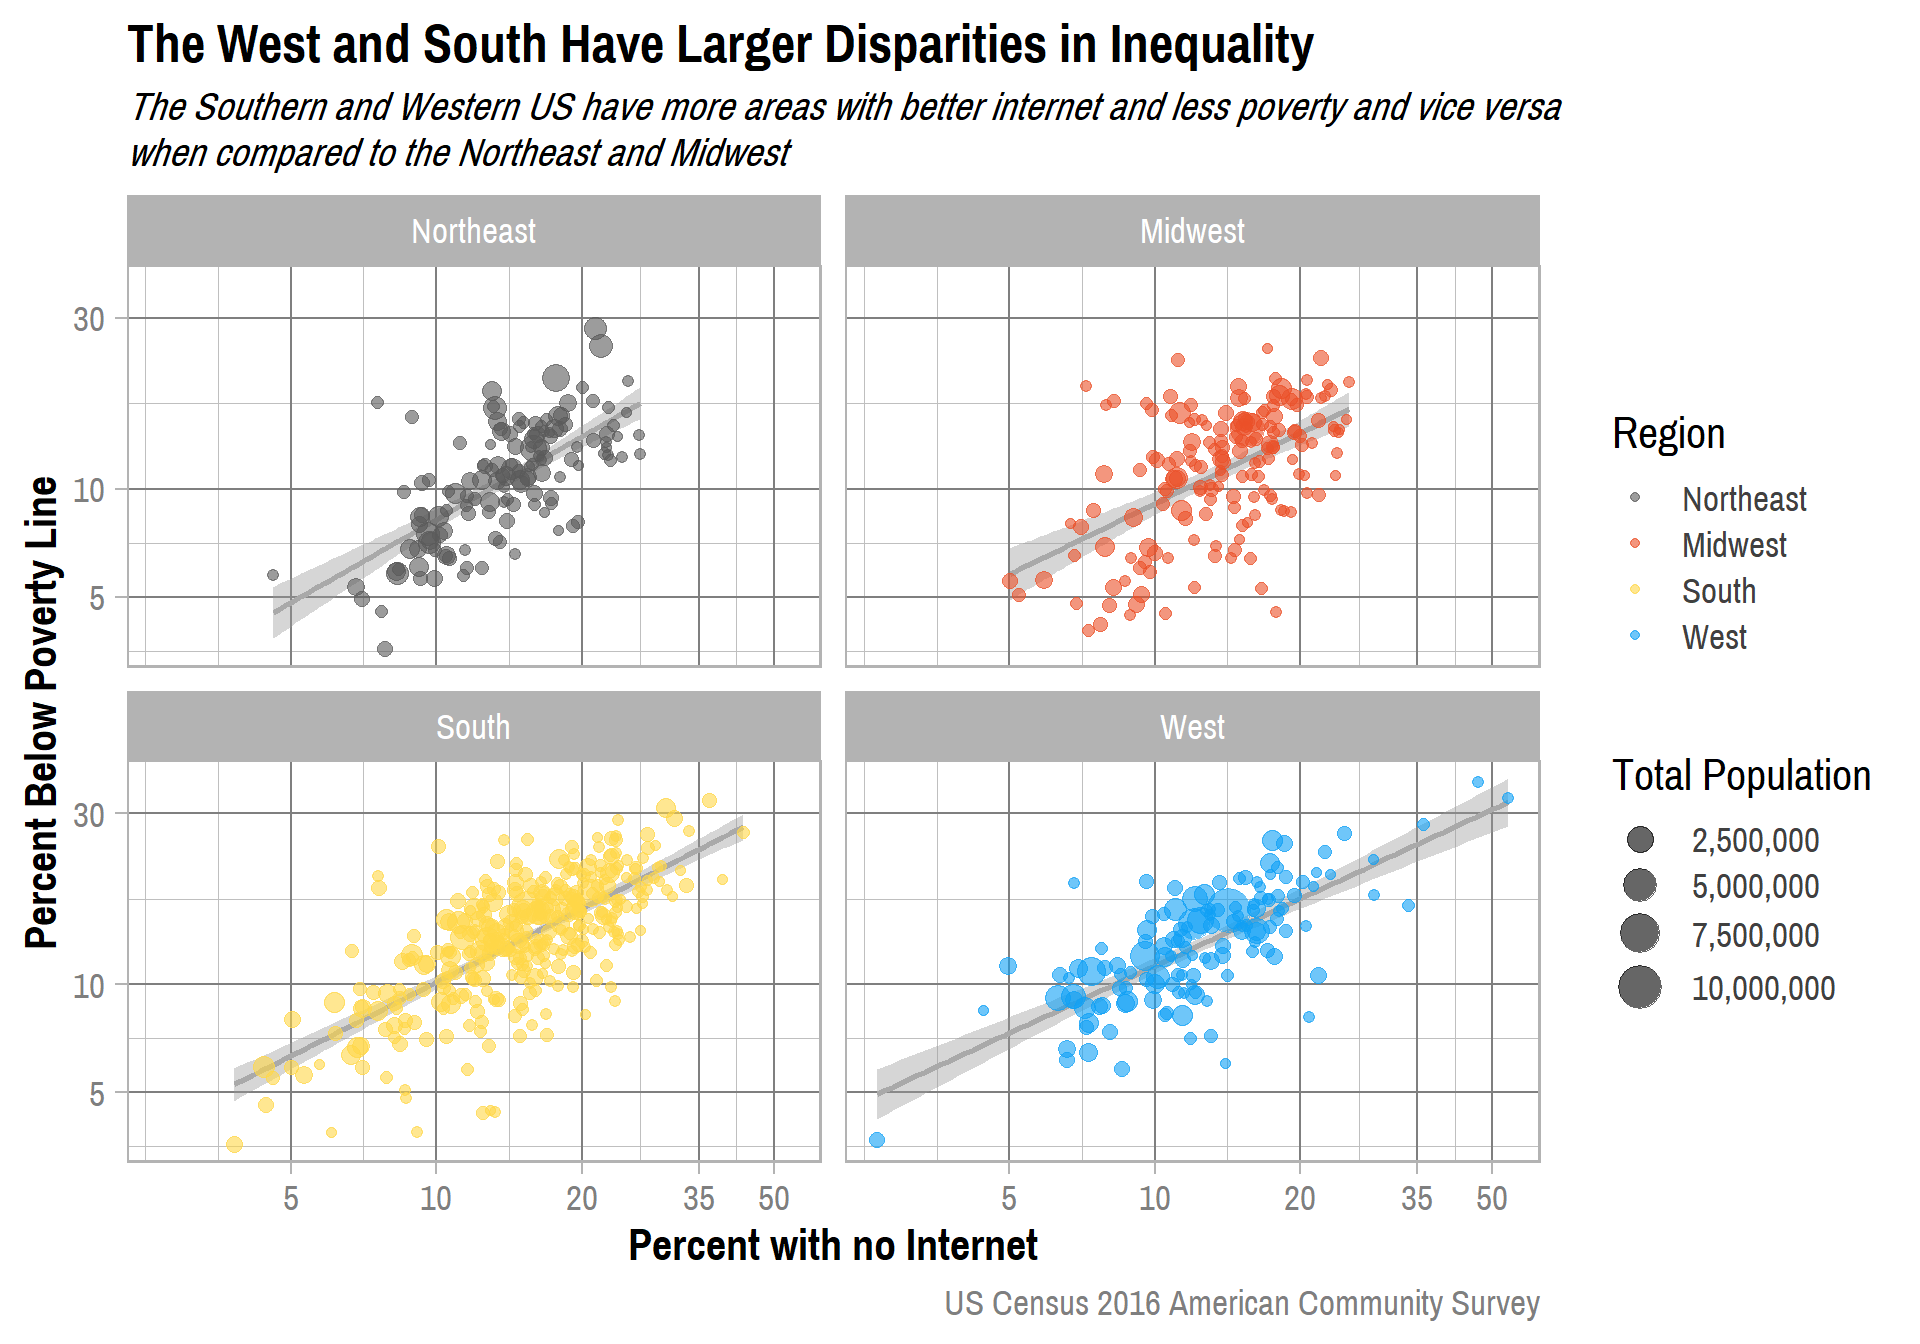 The West and South Have Larger Disparities in Inequality
The Southern and Western US have more areas with better internet and less poverty and vice versa
when compared to the Northeast and Midwest
Northeast
Midwest
30
10
5
South
West
30
10
5
5
10
20
35
50
5
10
20
35
50
Percent Below Poverty Line
Percent with no Internet
US Census 2016 American Community Survey
Region
Northeast
Midwest
South
West
Total Population
2,500,000
5,000,000
7,500,000
10,000,000